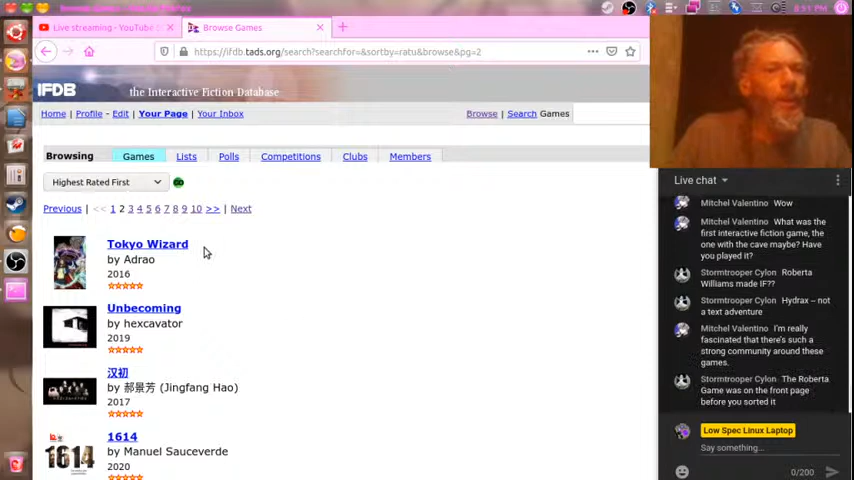 8:51 PM
Live streaming - YouTube
Browse Games
https://ifdb.tads.org/search?searchfor=&sortby=ratu&browse&pg=2
IFDB the Interactive Fiction Database
Home | Profile - Edit | Your Page | Your Inbox
Browse | Search Games
Browsing Games Lists Polls Competitions Clubs Members
Highest Rated First
GO
Previous | << 1 2 3 4 5 6 7 8 9 10 >> | Next
Tokyo Wizard
by Adrao
2016
Unbecoming
by hexcavator
2019
汉初
by 郝景芳 (Jingfang Hao)
2017
1614
by Manuel Sauceverde
2020
1614
Live chat
Mitchel Valentino Wow
Mitchel Valentino What was the
first interactive fiction game, the
one with the cave maybe? Have
you played it?
Stormtrooper Cylon Roberta
Williams made IF??
Stormtrooper Cylon Hydrax -- not
a text adventure
Mitchel Valentino I'm really
fascinated that there's such a
strong community around these
games.
Stormtrooper Cylon The Roberta
Game was on the front page
before you sorted it
Low Spec Linux Laptop
Say something...
0/200